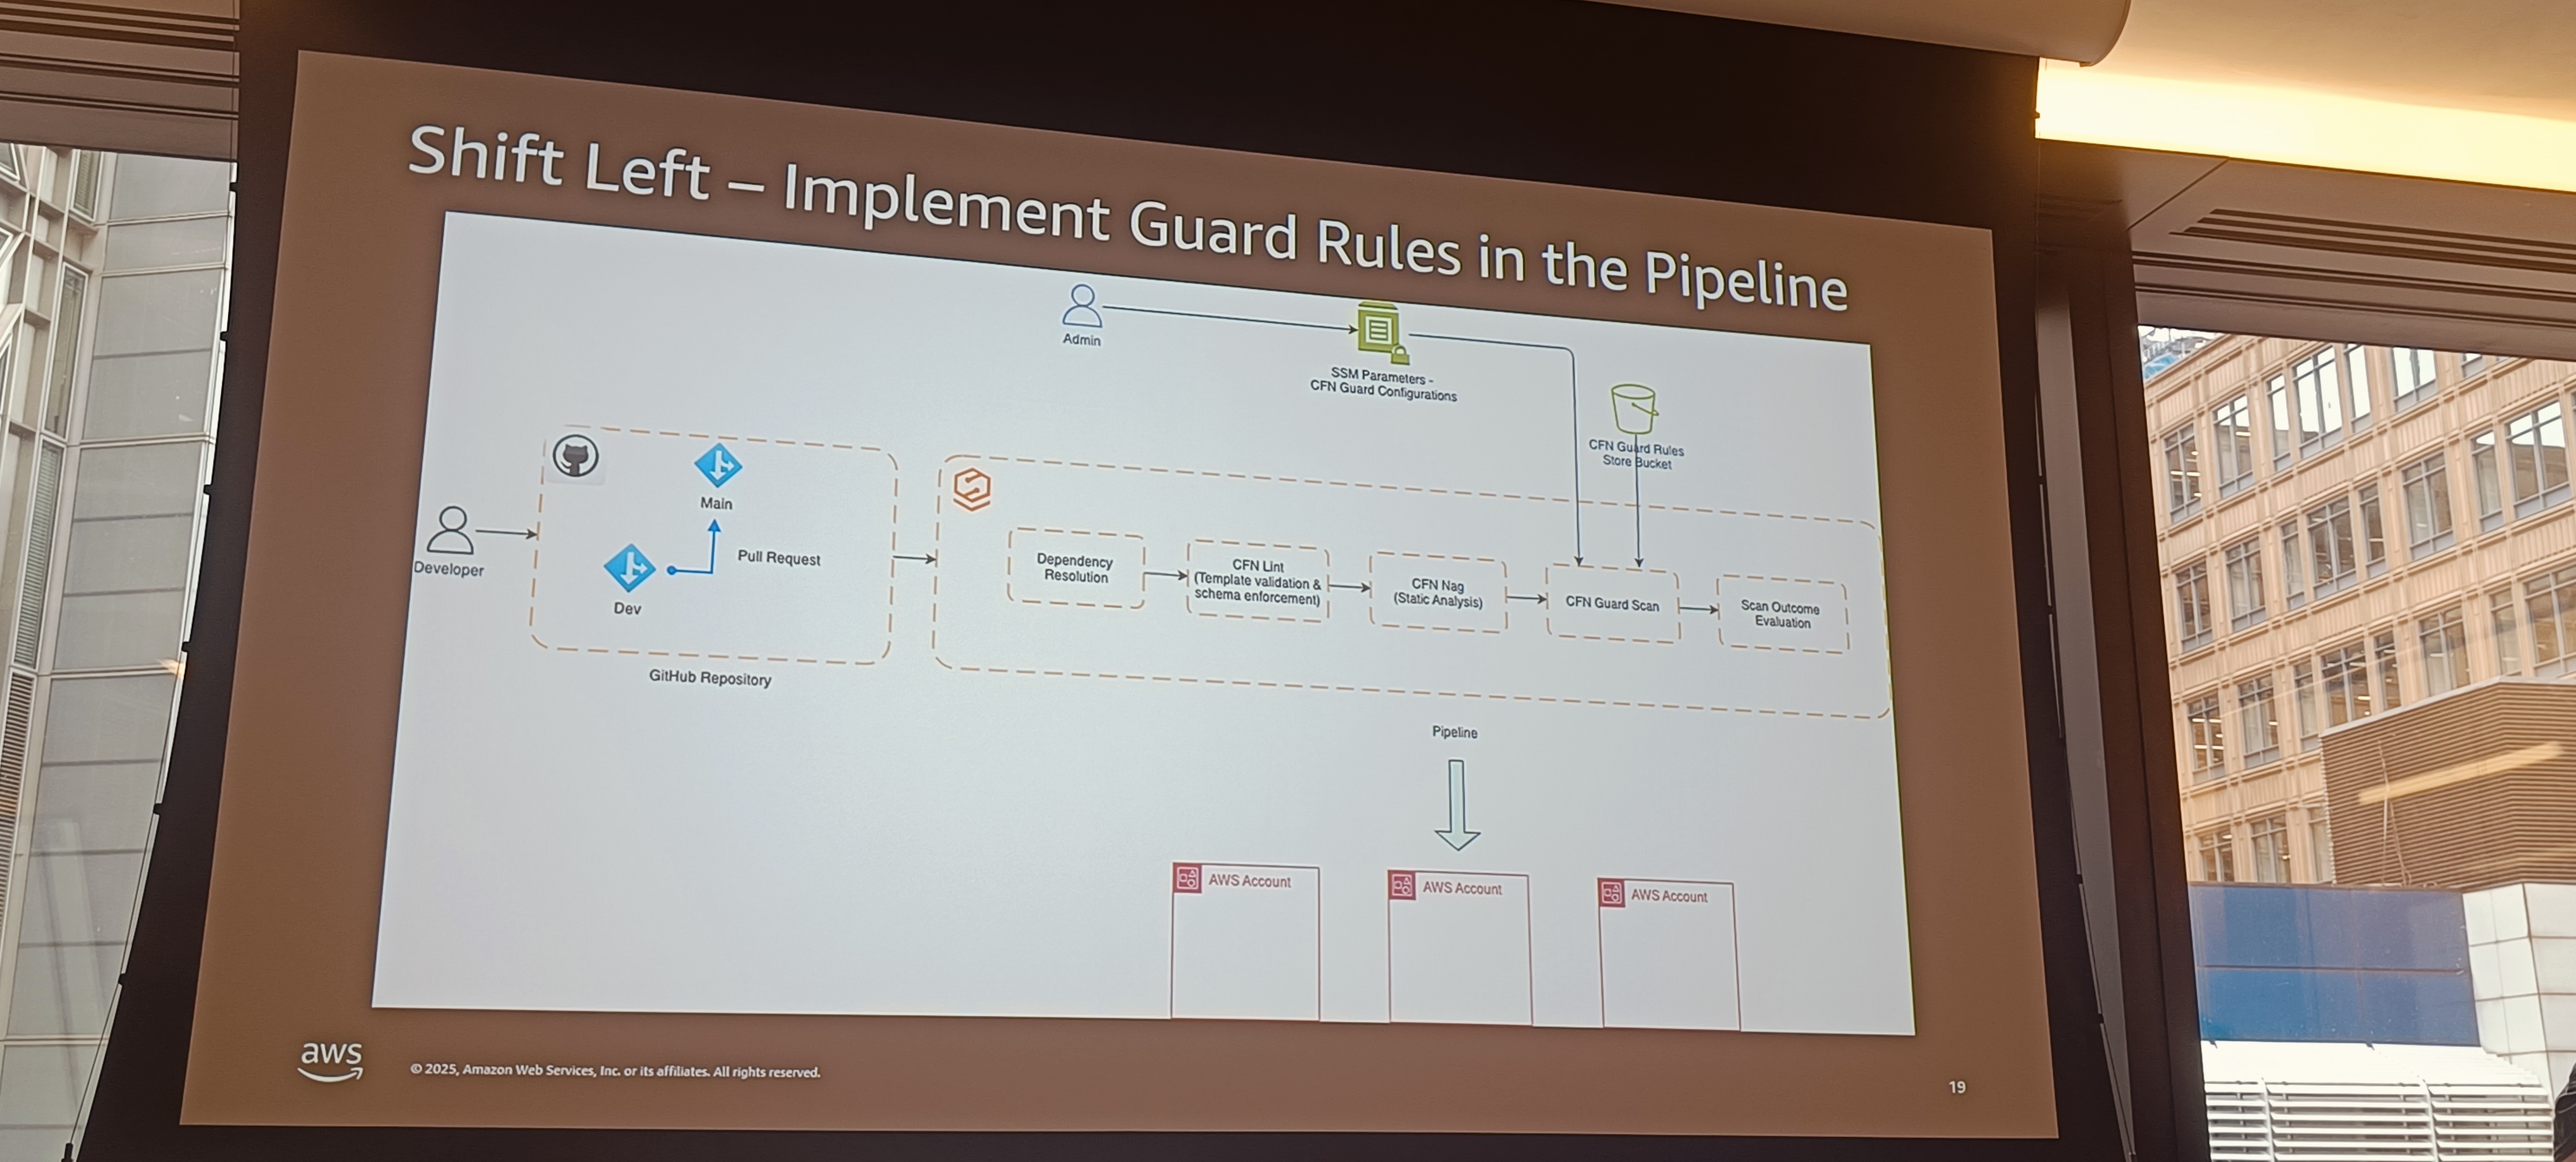 Shift Left – Implement Guard Rules in the Pipeline
Admin
SSM Parameters -
CFN Guard Configurations
CFN Guard Rules
Store Bucket
Developer
Main
Pull Request
Dev
GitHub Repository
Dependency
Resolution
CFN Lint
(Template validation &
schema enforcement)
CFN Nag
(Static Analysis)
CFN Guard Scan
Scan Outcome
Evaluation
Pipeline
AWS Account
AWS Account
AWS Account
aws
© 2025, Amazon Web Services, Inc. or its affiliates. All rights reserved.
19